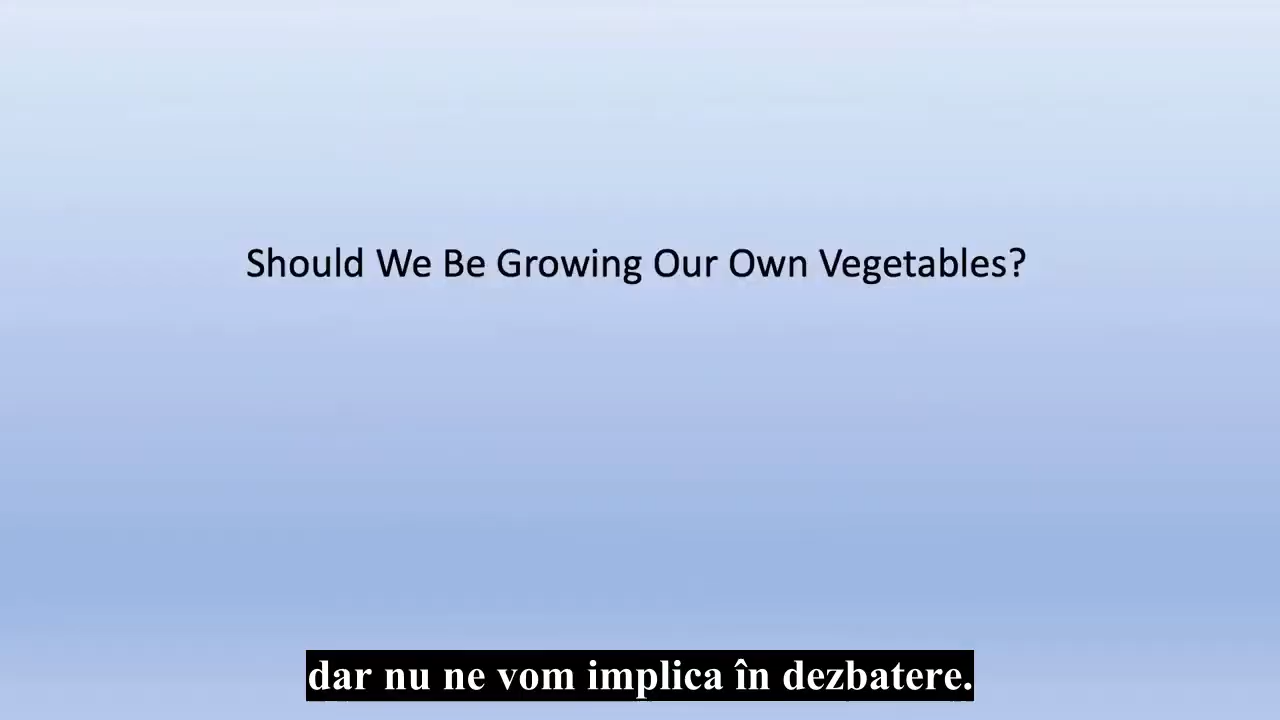 Should We Be Growing Our Own Vegetables?
dar nu ne vom implica în dezbatere.